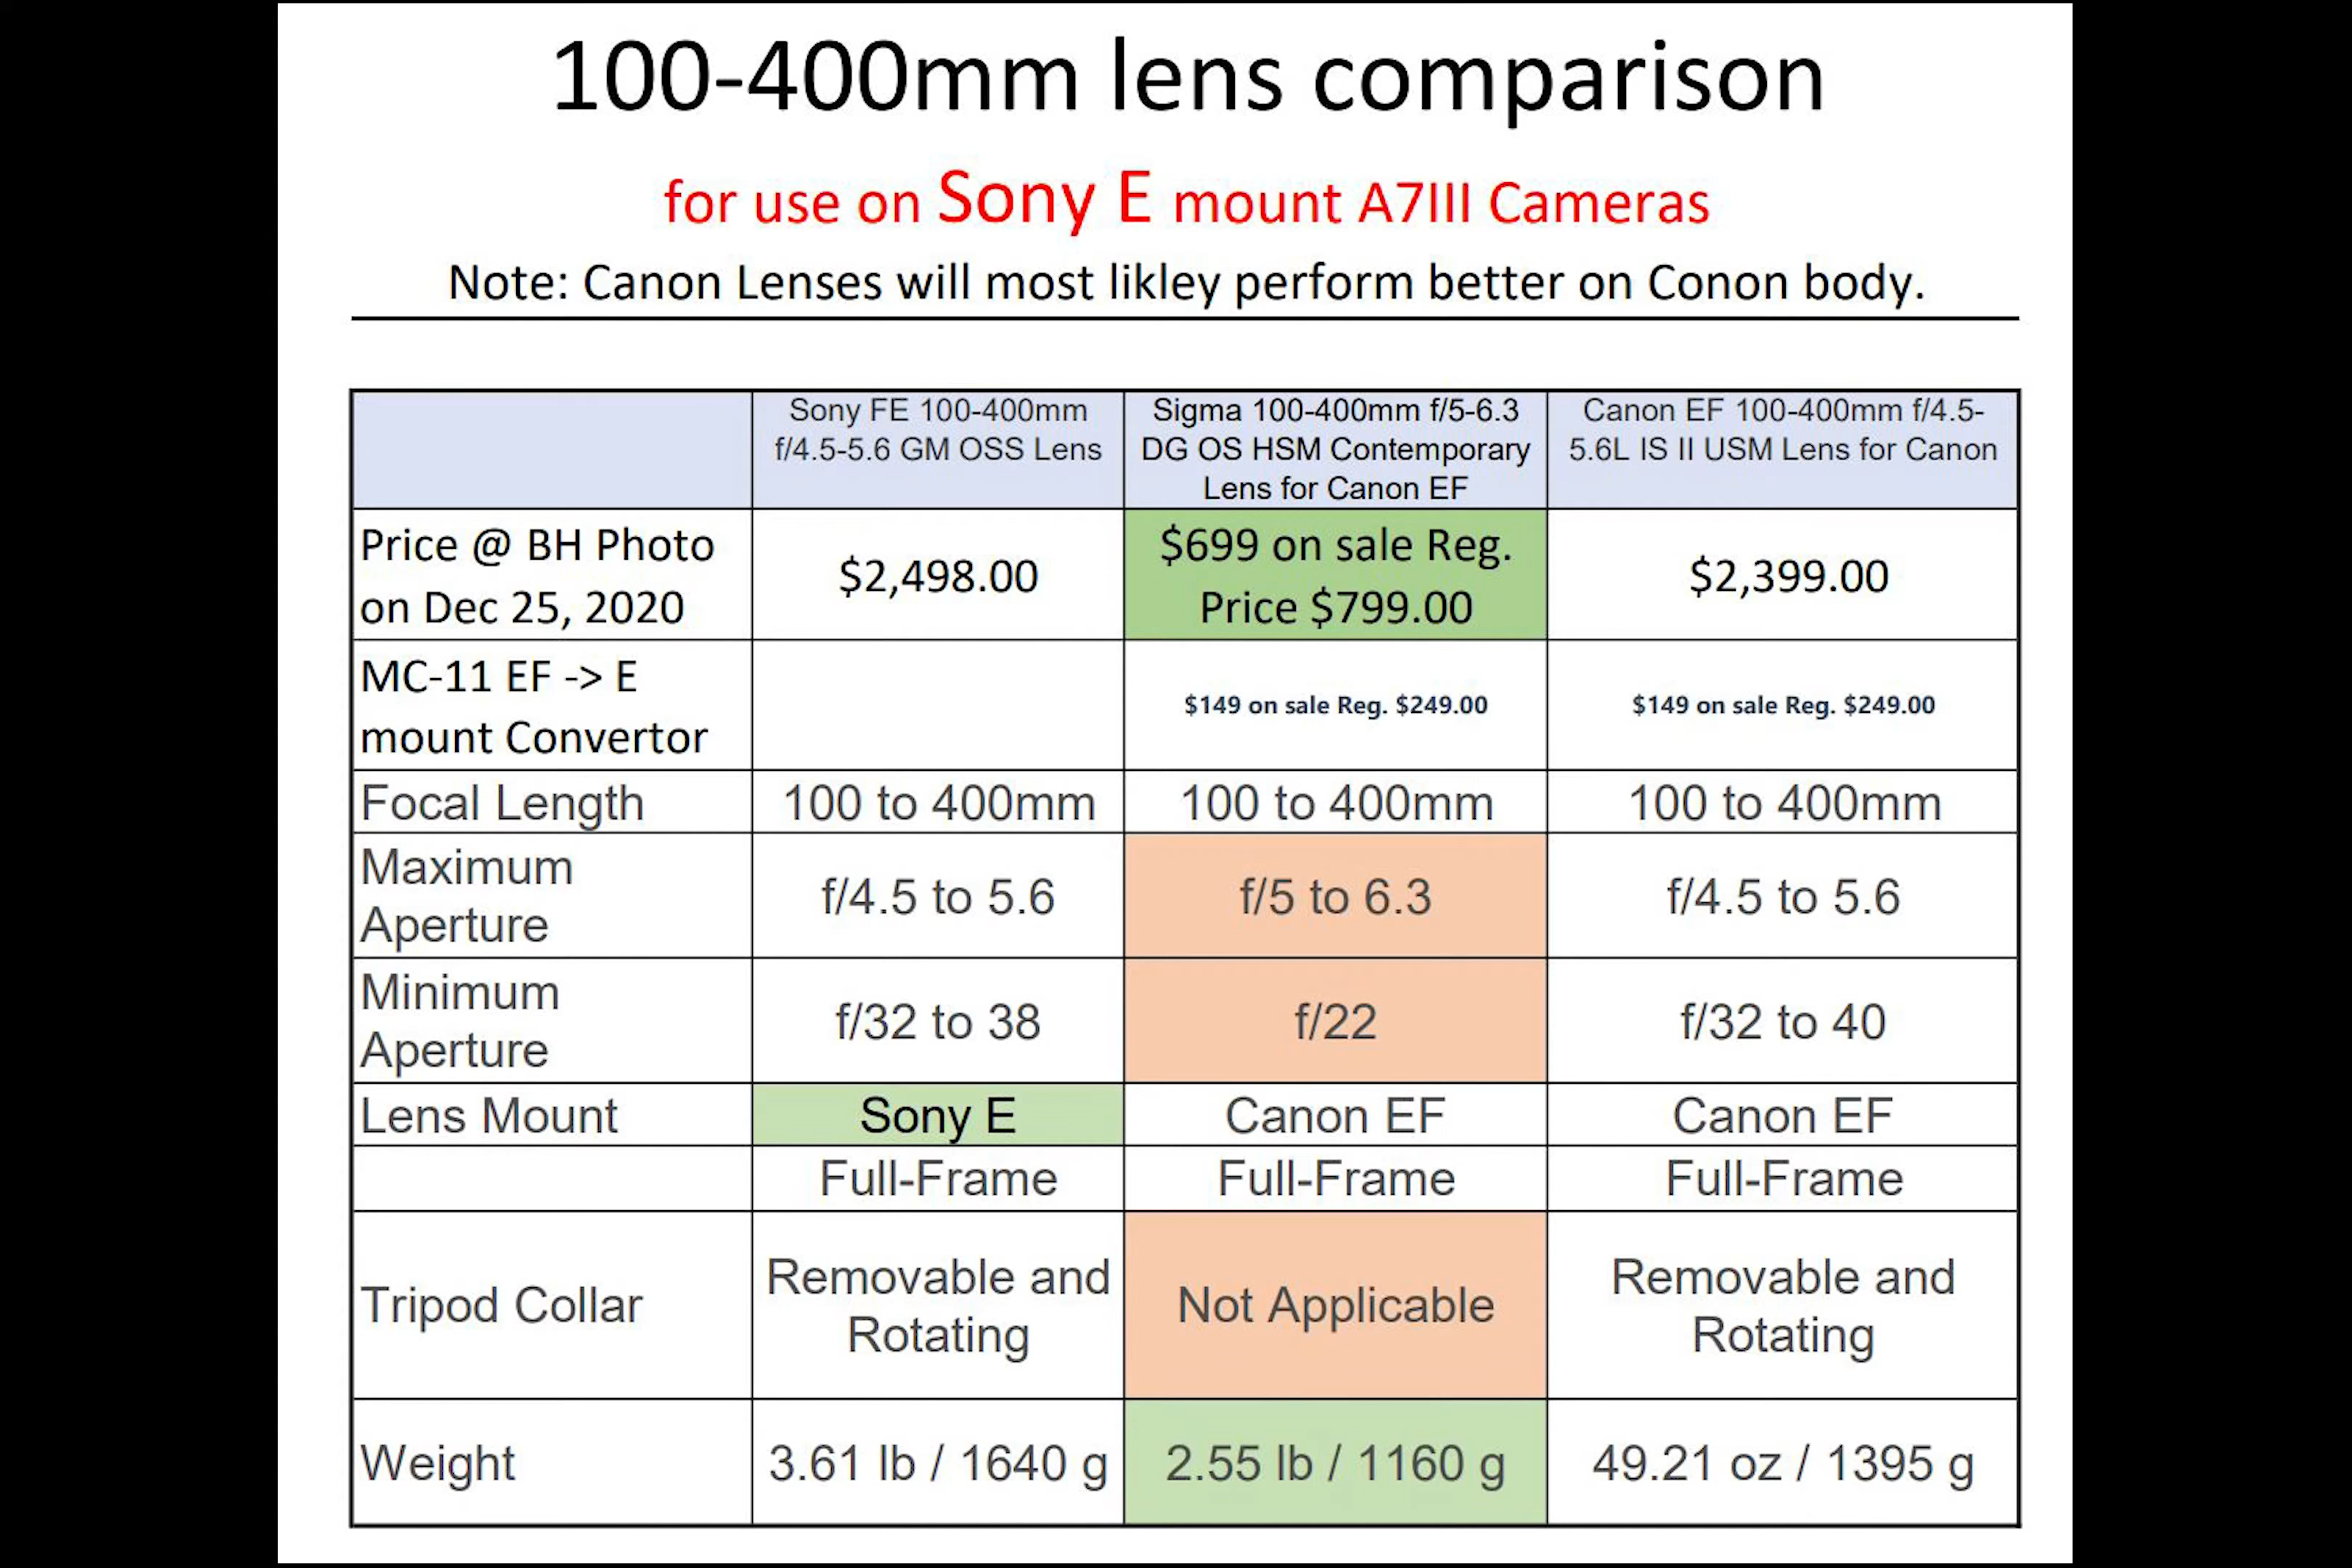 100-400mm lens comparison
for use on Sony E mount A7III Cameras
Note: Canon Lenses will most likley perform better on Conon body.
Sony FE 100-400mm
f/4.5-5.6 GM OSS Lens
Sigma 100-400mm f/5-6.3
DG OS HSM Contemporary
Lens for Canon EF
Canon EF 100-400mm f/4.5-
5.6L IS II USM Lens for Canon
Price @ BH Photo
on Dec 25, 2020
$2,498.00
$699 on sale Reg.
Price $799.00
$2,399.00
MC-11 EF -> E
mount Convertor
$149 on sale Reg. $249.00
$149 on sale Reg. $249.00
Focal Length
100 to 400mm
100 to 400mm
100 to 400mm
Maximum
Aperture
f/4.5 to 5.6
f/5 to 6.3
f/4.5 to 5.6
Minimum
Aperture
f/32 to 38
f/22
f/32 to 40
Lens Mount
Sony E
Canon EF
Canon EF
Full-Frame
Full-Frame
Full-Frame
Tripod Collar
Removable and
Rotating
Not Applicable
Removable and
Rotating
Weight
3.61 lb / 1640 g
2.55 lb / 1160 g
49.21 oz / 1395 g